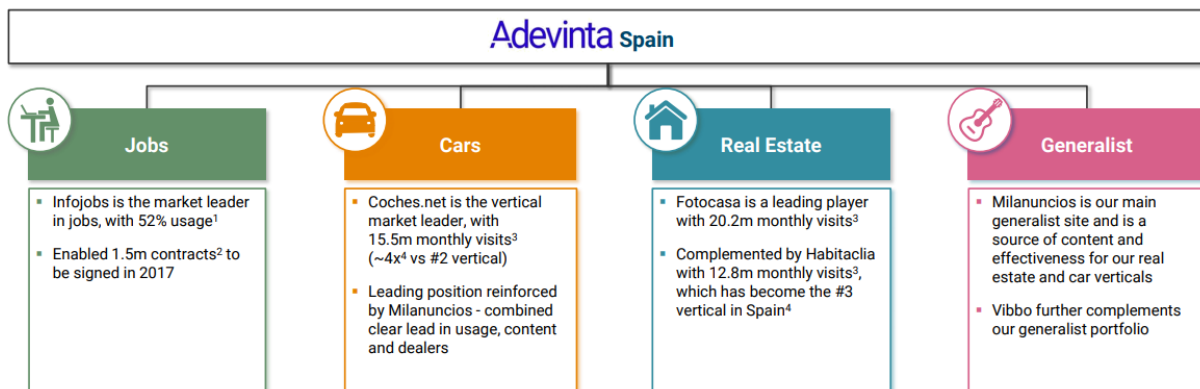 Adevinta Spain
Jobs
▪ Infojobs is the market leader
in jobs, with 52% usage¹
▪ Enabled 1.5m contracts² to
be signed in 2017
Cars
▪ Coches.net is the vertical
market leader, with
15.5m monthly visits³
(~4x⁴ vs #2 vertical)
▪ Leading position reinforced
by Milanuncios - combined
clear lead in usage, content
and dealers
Real Estate
▪ Fotocasa is a leading player
with 20.2m monthly visits³
▪ Complemented by Habitaclia
with 12.8m monthly visits³,
which has become the #3
vertical in Spain⁴
Generalist
▪ Milanuncios is our main
generalist site and is a
source of content and
effectiveness for our real
estate and car verticals
▪ Vibbo further complements
our generalist portfolio